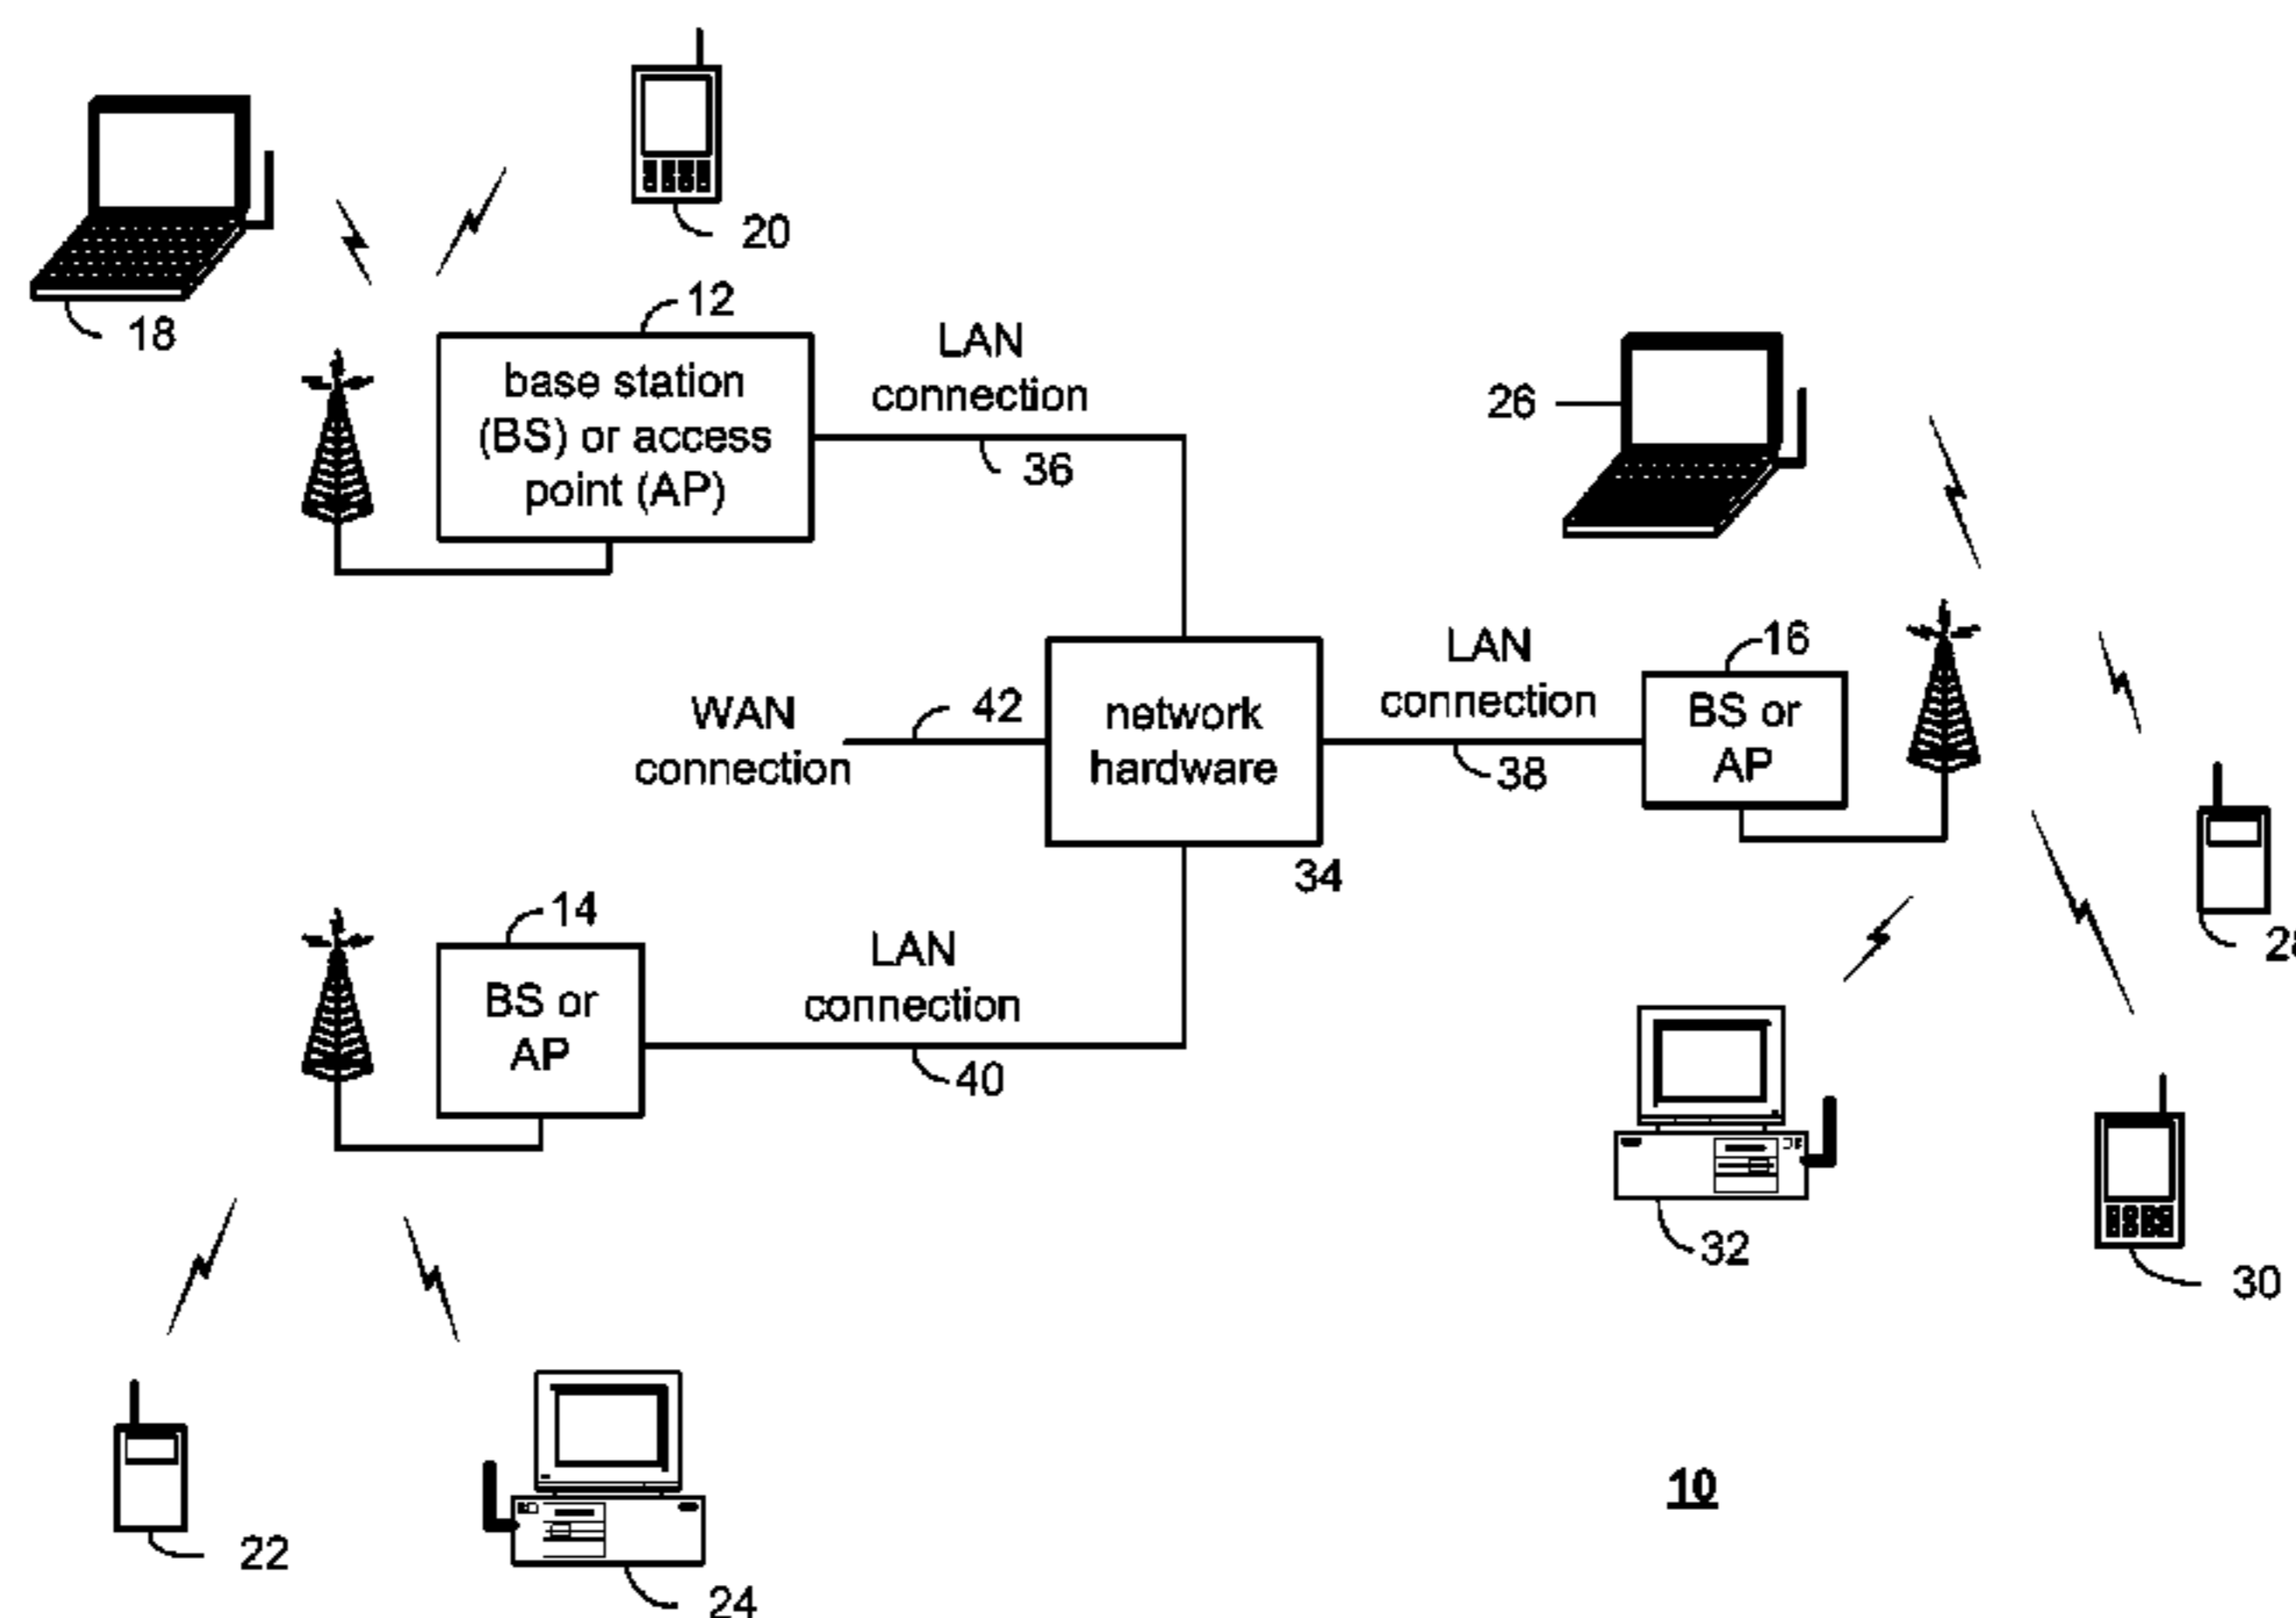 20
18
12
base station
(BS) or access
point (AP)
LAN
connection
36
26
WAN
connection
42
network
hardware
34
LAN
connection
38
16
BS or
AP
14
BS or
AP
LAN
connection
40
32
30
10
22
24